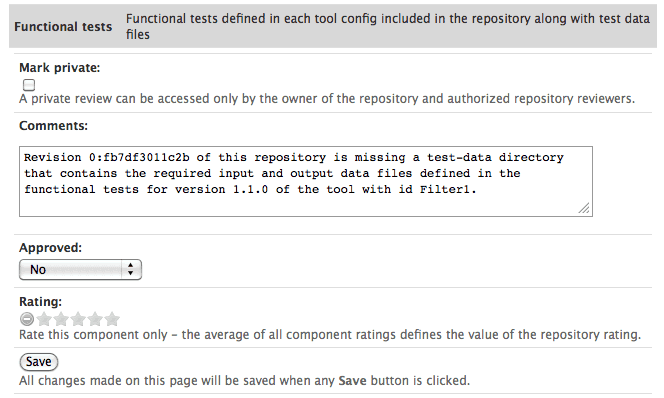 Functional tests
Functional tests defined in each tool config included in the repository along with test data
files
Mark private:
A private review can be accessed only by the owner of the repository and authorized repository reviewers.
Comments:
Revision 0:fb7df3011c2b of this repository is missing a test-data directory
that contains the required input and output data files defined in the
functional tests for version 1.1.0 of the tool with id Filter1.
Approved:
No
Rating:
Rate this component only – the average of all component ratings defines the value of the repository rating.
Save
All changes made on this page will be saved when any Save button is clicked.